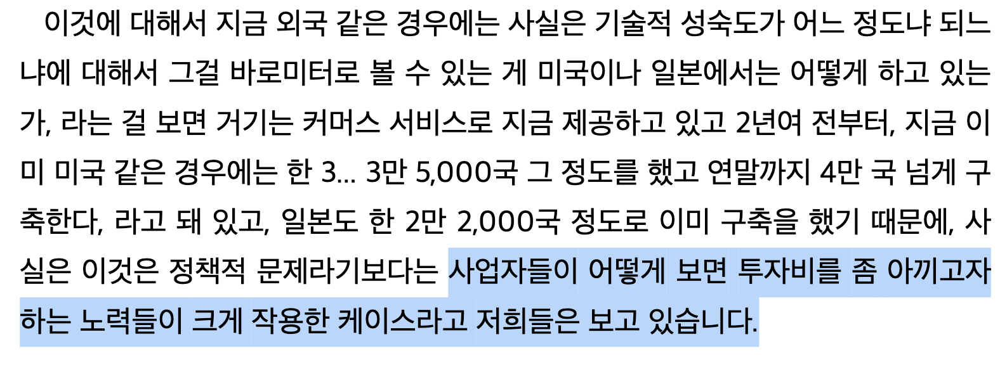 이것에 대해서 지금 외국 같은 경우에는 사실은 기술적 성숙도가 어느 정도냐 되느
냐에 대해서 그걸 바로미터로 볼 수 있는 게 미국이나 일본에서는 어떻게 하고 있는
가, 라는 걸 보면 거기는 커머스 서비스로 지금 제공하고 있고 2년여 전부터, 지금 이
미 미국 같은 경우에는 한 3... 3만 5,000국 그 정도를 했고 연말까지 4만 국 넘게 구
축한다, 라고 돼 있고, 일본도 한 2만 2,000국 정도로 이미 구축을 했기 때문에, 사
실은 이것은 정책적 문제라기보다는 사업자들이 어떻게 보면 투자비를 좀 아끼고자
하는 노력들이 크게 작용한 케이스라고 저희들은 보고 있습니다.